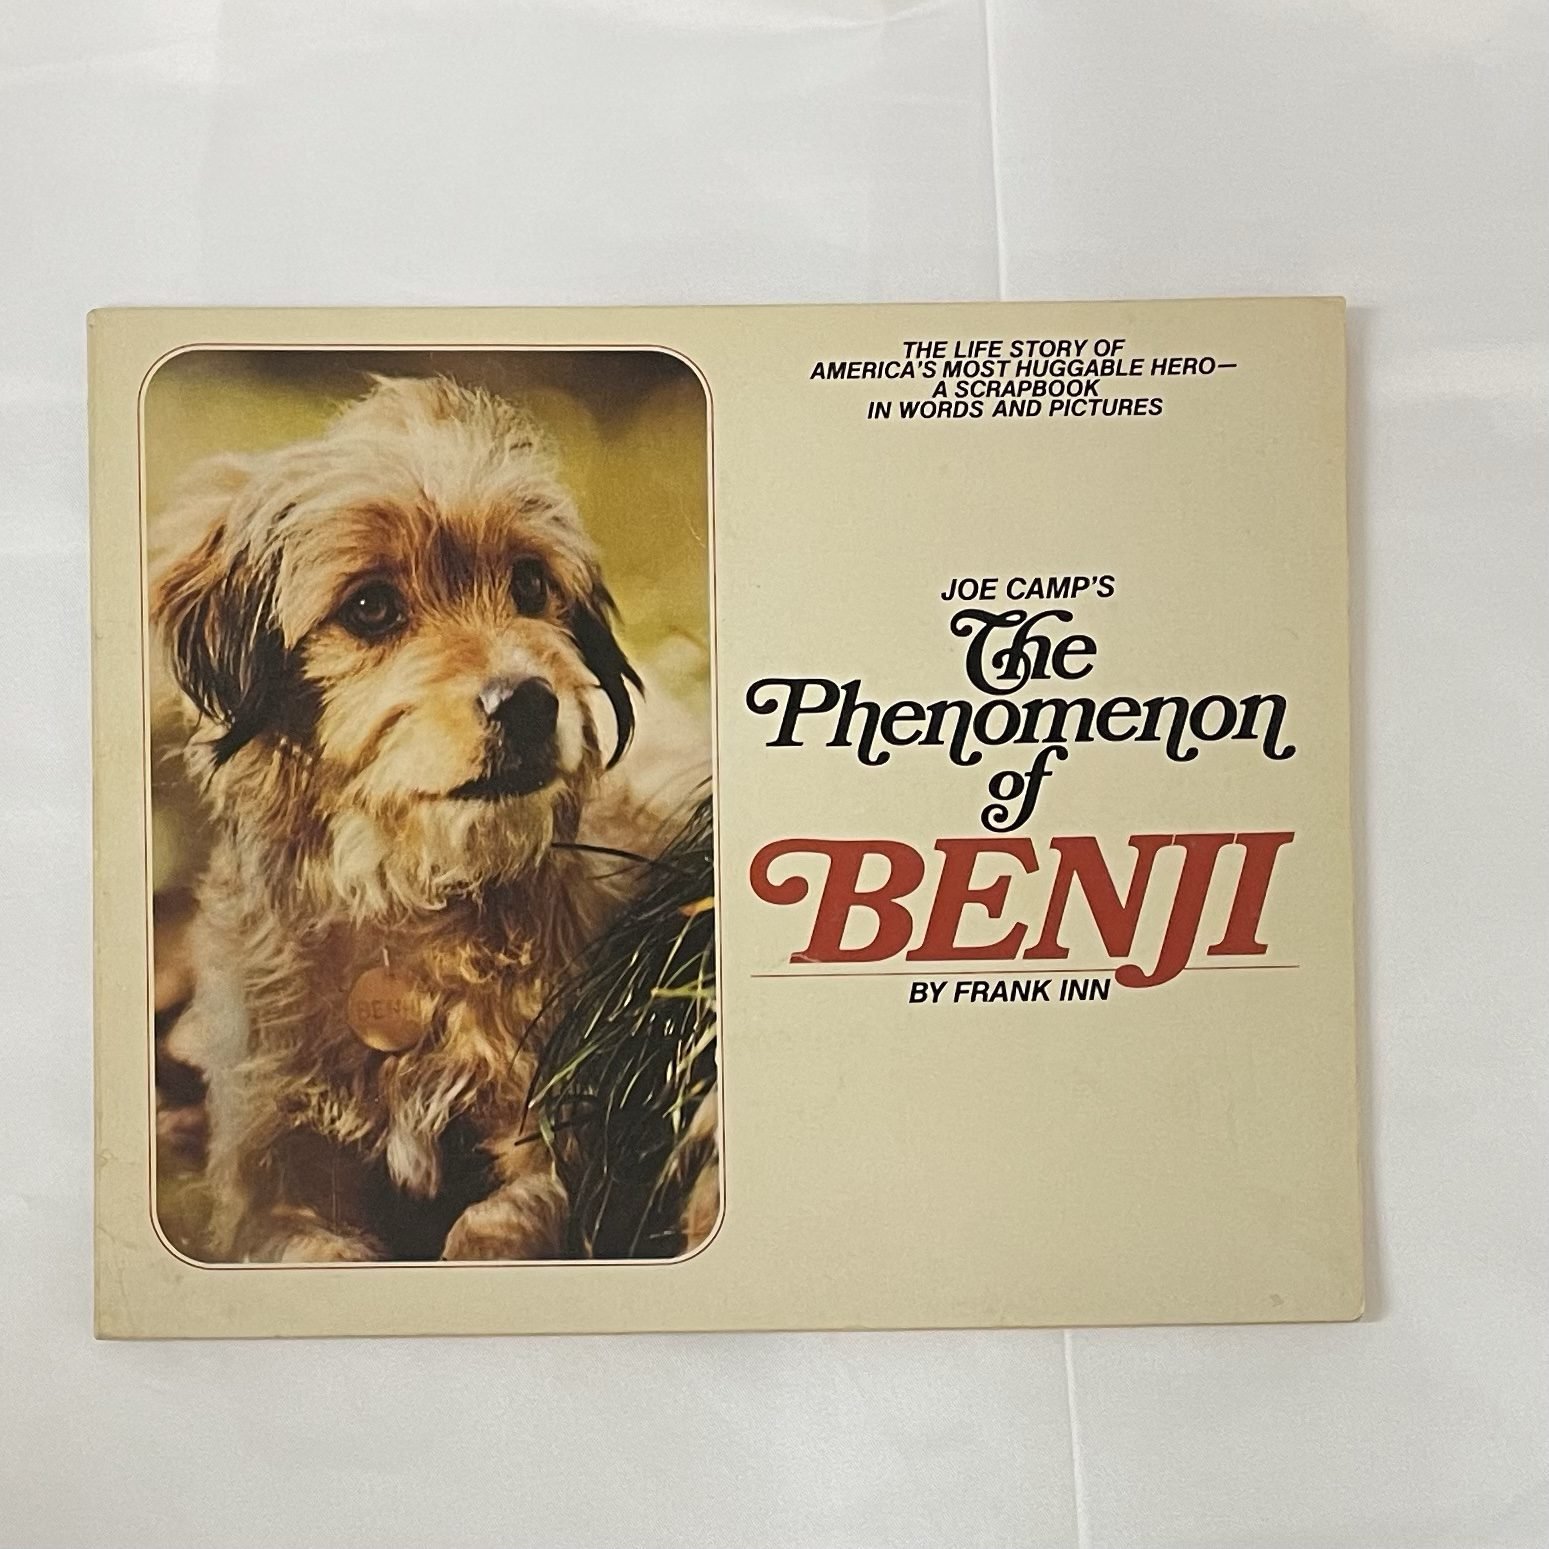 THE LIFE STORY OF
AMERICA'S MOST HUGGABLE HERO—
A SCRAPBOOK
IN WORDS AND PICTURES
JOE CAMP'S
The
Phenomenon
of
BENJI
BY FRANK INN
BENJI